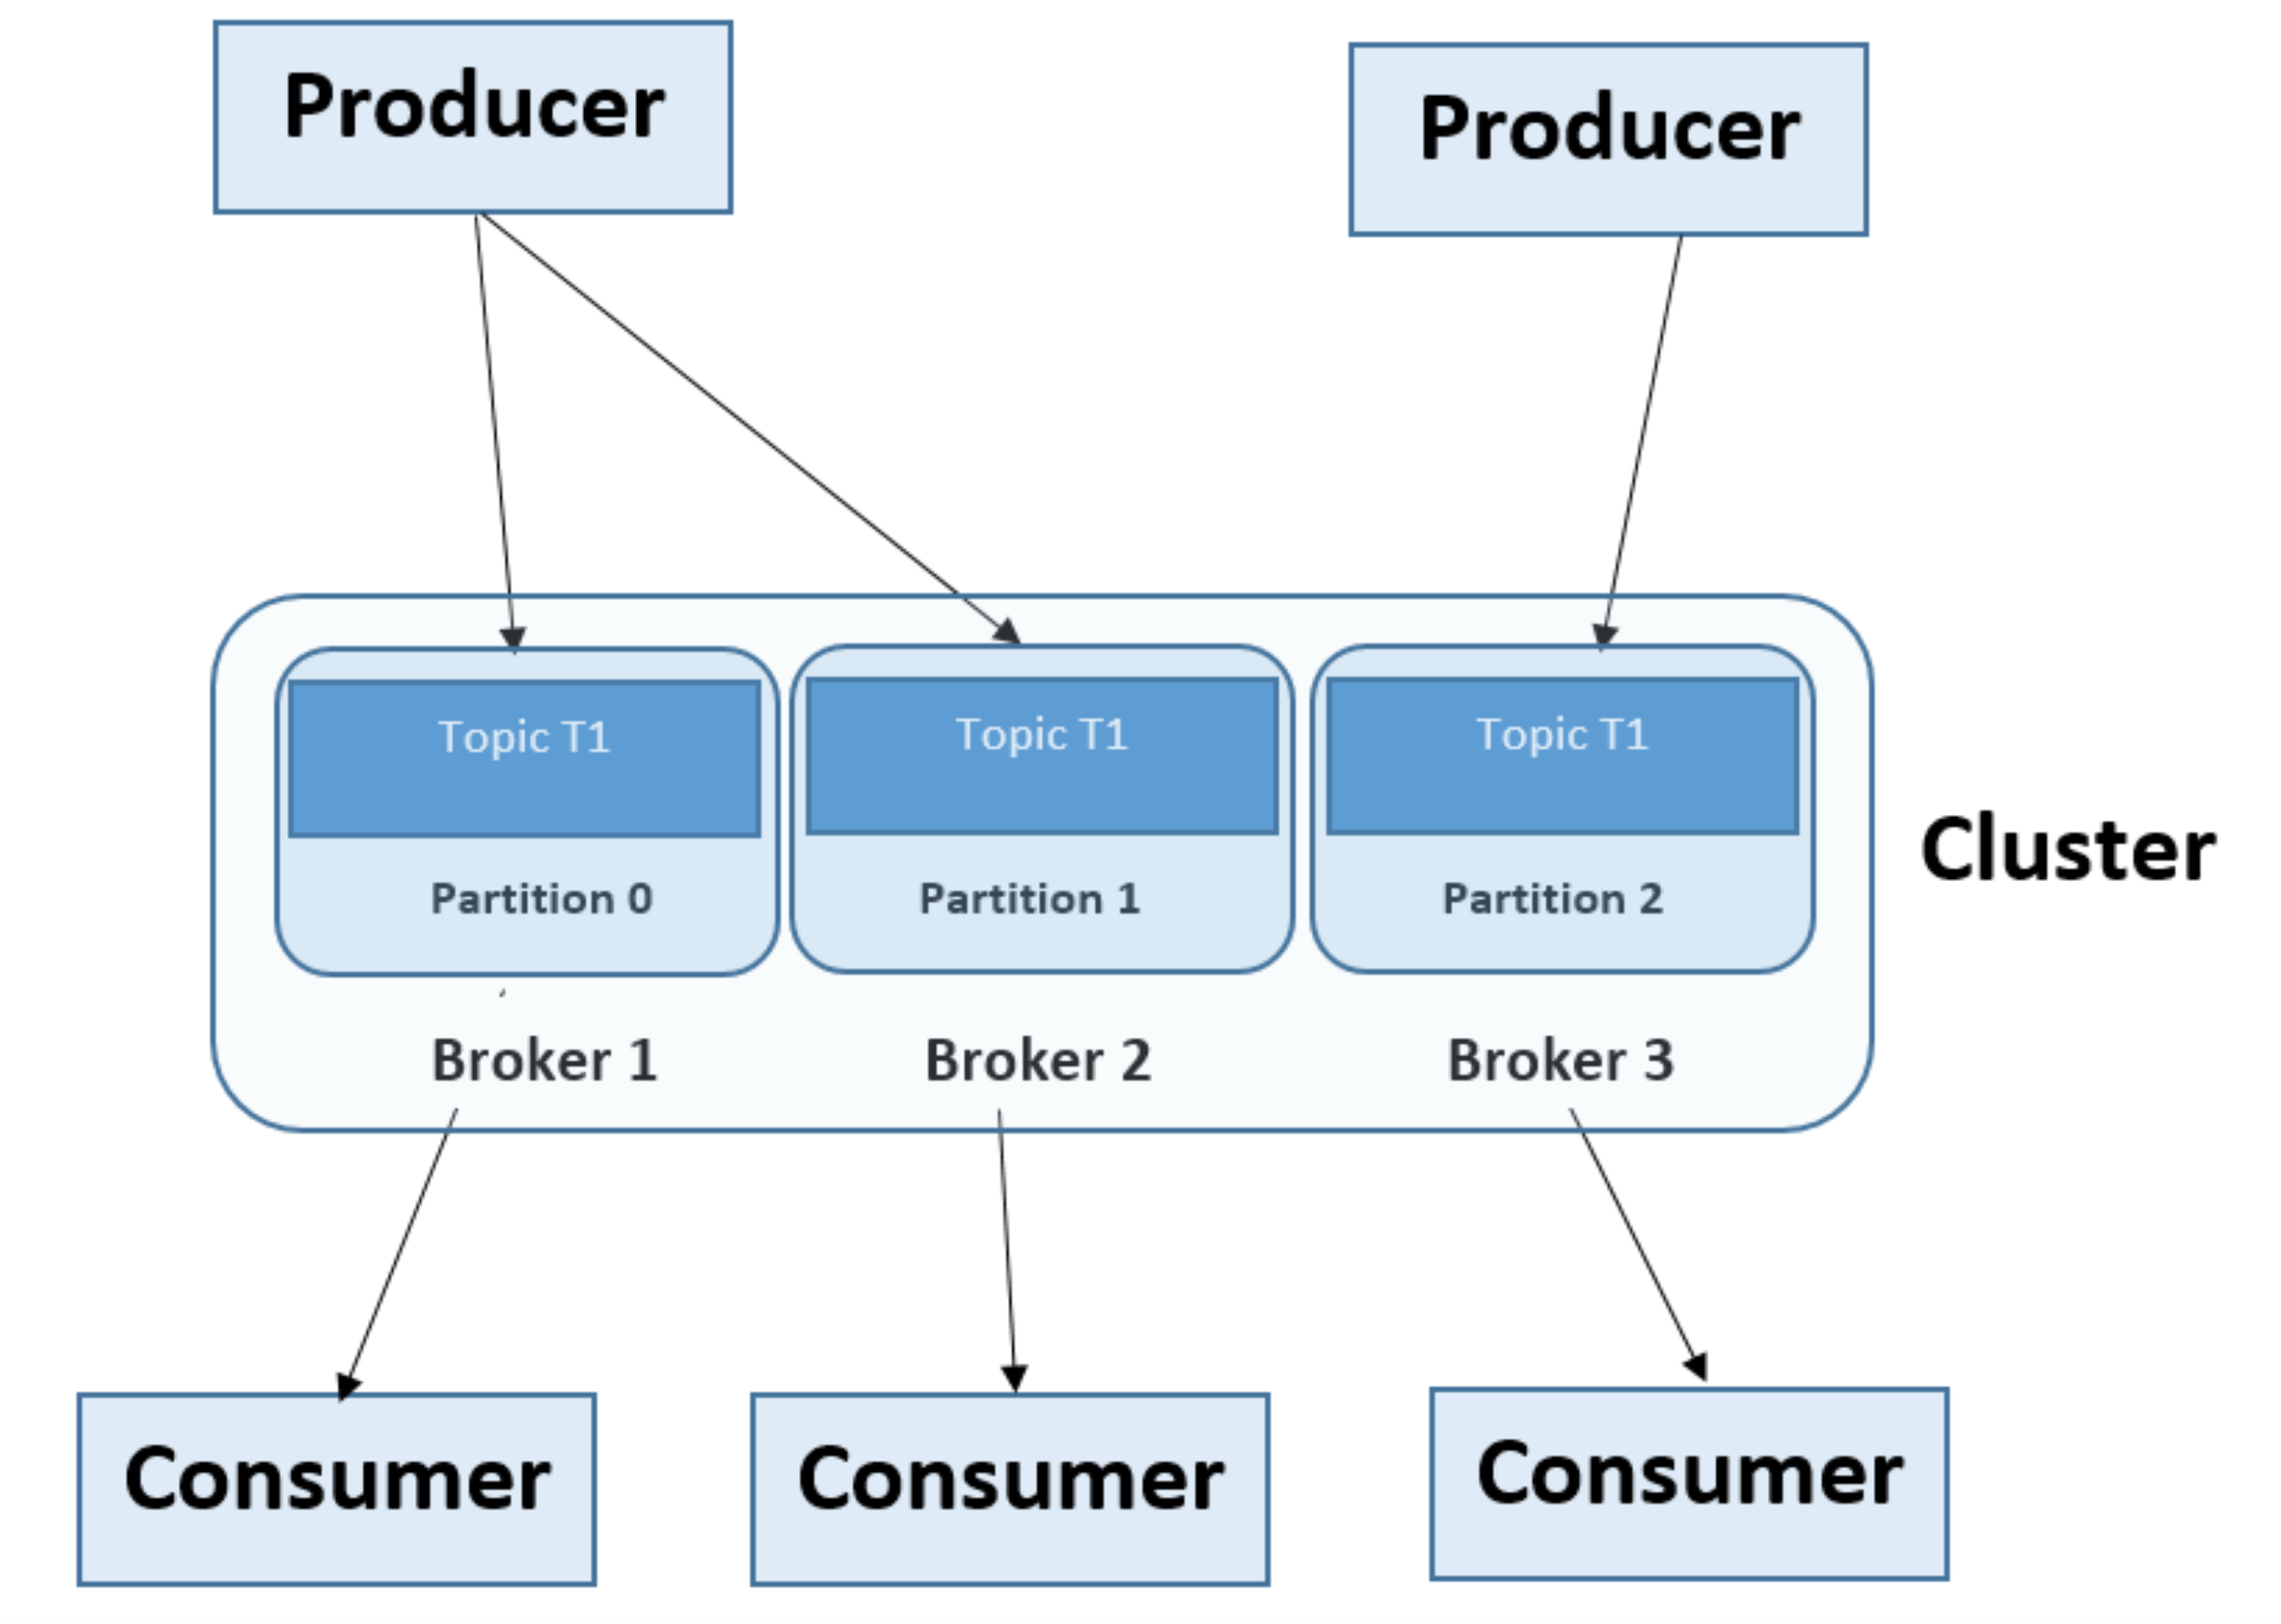 Producer
Producer
Topic T1
Topic T1
Topic T1
Partition 0
Partition 1
Partition 2
Cluster
Broker 1
Broker 2
Broker 3
Consumer
Consumer
Consumer